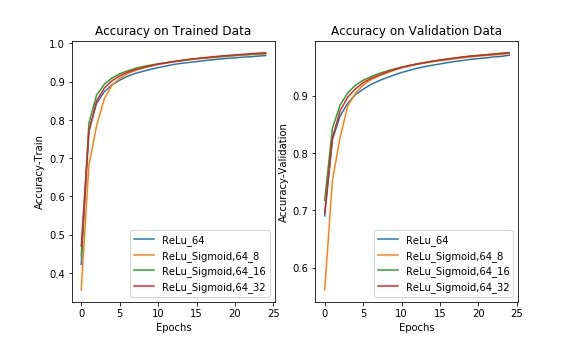 Accuracy on Trained Data
1.0
0.9
0.8
0.7
0.6
0.5
0.4
Accuracy-Train
0 5 10 15 20 25
Epochs
ReLu_64
ReLu_Sigmoid,64_8
ReLu_Sigmoid,64_16
ReLu_Sigmoid,64_32
Accuracy on Validation Data
0.9
0.8
0.7
0.6
Accuracy-Validation
0 5 10 15 20 25
Epochs
ReLu_64
ReLu_Sigmoid,64_8
ReLu_Sigmoid,64_16
ReLu_Sigmoid,64_32